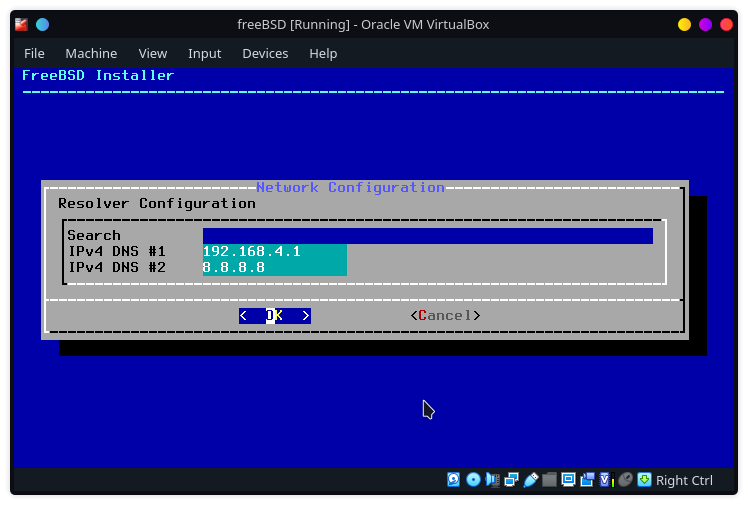 freeBSD [Running] - Oracle VM VirtualBox
File Machine View Input Devices Help
FreeBSD Installer
Network Configuration
Resolver Configuration
Search
IPv4 DNS #1 192.168.4.1
IPv4 DNS #2 8.8.8.8
< OK > <Cancel>
Right Ctrl